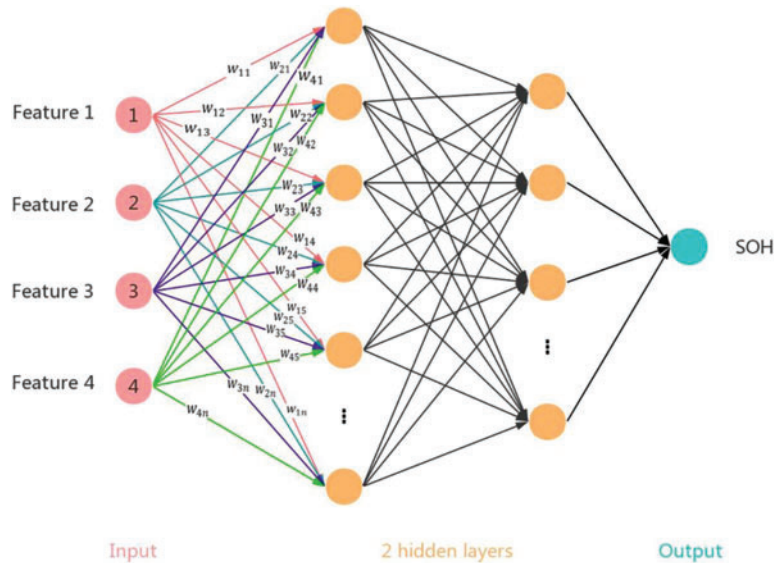 Feature 1
Feature 2
Feature 3
Feature 4
1
2
3
4
w11
w12
w13
w14
w15
w1n
w21
w22
w23
w24
w25
w2n
w31
w32
w33
w34
w35
w3n
w41
w42
w43
w44
w45
w4n
⋮
⋮
SOH
Input
2 hidden layers
Output